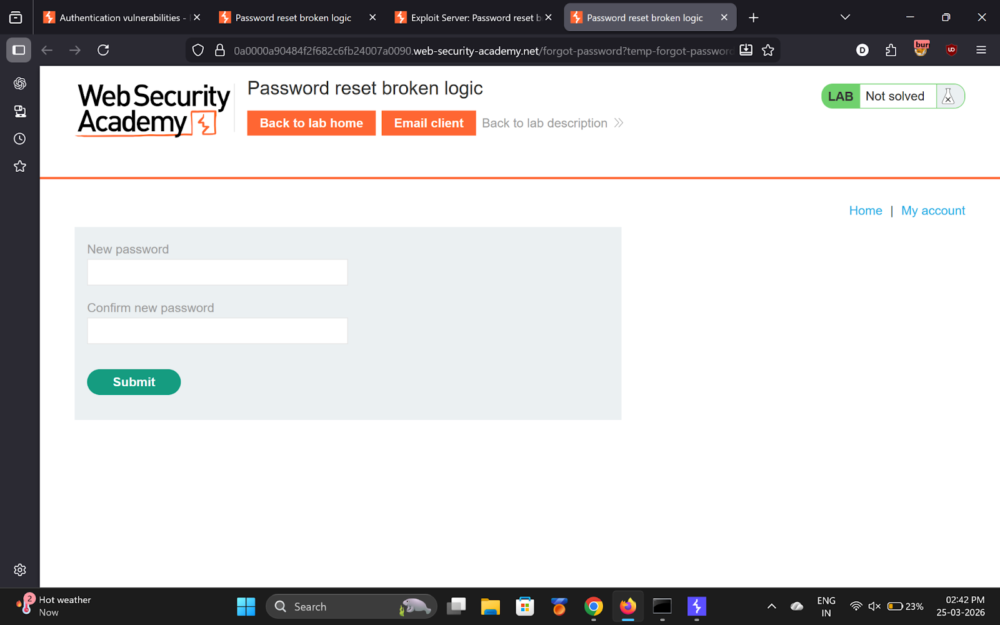 Authentication vulnerabilities -
Password reset broken logic
Exploit Server: Password reset b
Password reset broken logic
0a0000a90484f2f682c6fb24007a0090.web-security-academy.net/forgot-password?temp-forgot-password
D
bur
UD
Web Security
Academy
Password reset broken logic
Back to lab home
Email client
Back to lab description
LAB
Not solved
Home | My account
New password
Confirm new password
Submit
2
Hot weather
Now
Search
ENG
IN
23%
02:42 PM
25-03-2026